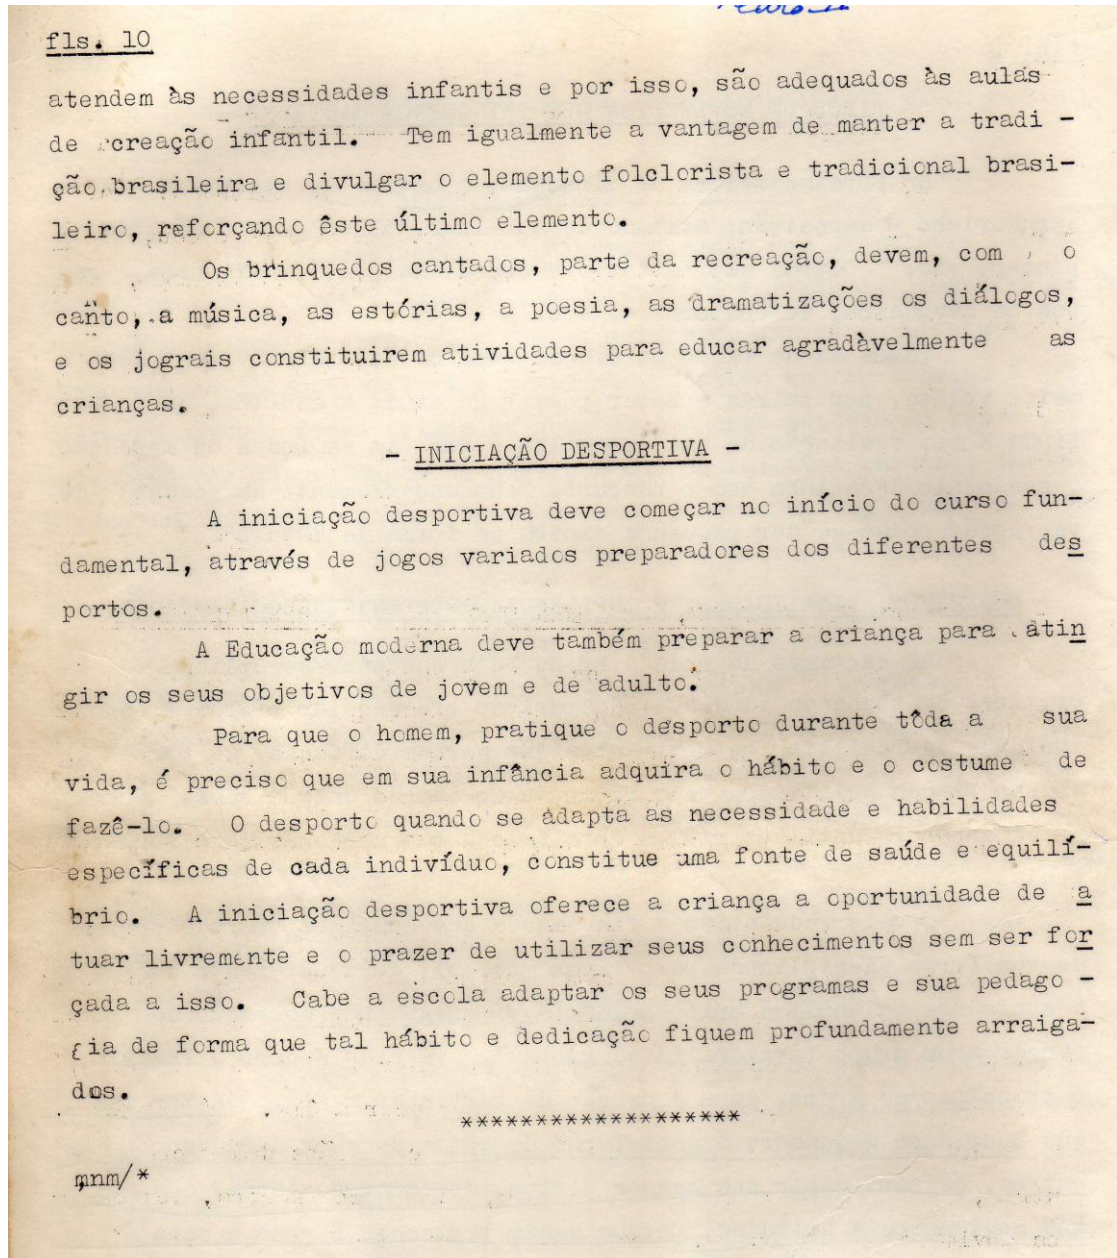 fls. 10
atendem às necessidades infantis e por isso, são adequados às aulas
de recreação infantil. Tem igualmente a vantagem de manter a tradi -
ção brasileira e divulgar o elemento folclorista e tradicional brasi-
leiro, reforçando êste último elemento.
Os brinquedos cantados, parte da recreação, devem, com o
canto, a música, as estórias, a poesia, as dramatizações os diálogos,
e os jograis constituirem atividades para educar agradàvelmente as
crianças.
- INICIAÇÃO DESPORTIVA -
A iniciação desportiva deve começar no início do curso fun-
damental, através de jogos variados preparadores dos diferentes des
portos.
A Educação moderna deve também preparar a criança para atin
gir os seus objetivos de jovem e de adulto.
Para que o homem, pratique o desporto durante tôda a sua
vida, é preciso que em sua infância adquira o hábito e o costume de
fazê-lo. O desporto quando se adapta as necessidade e habilidades
específicas de cada indivíduo, constitue uma fonte de saúde e equilí-
brio. A iniciação desportiva oferece a criança a oportunidade de a
tuar livremente e o prazer de utilizar seus conhecimentos sem ser for
çada a isso. Cabe a escola adaptar os seus programas e sua pedago -
gia de forma que tal hábito e dedicação fiquem profundamente arraiga-
dos.
*******************
mnm/*